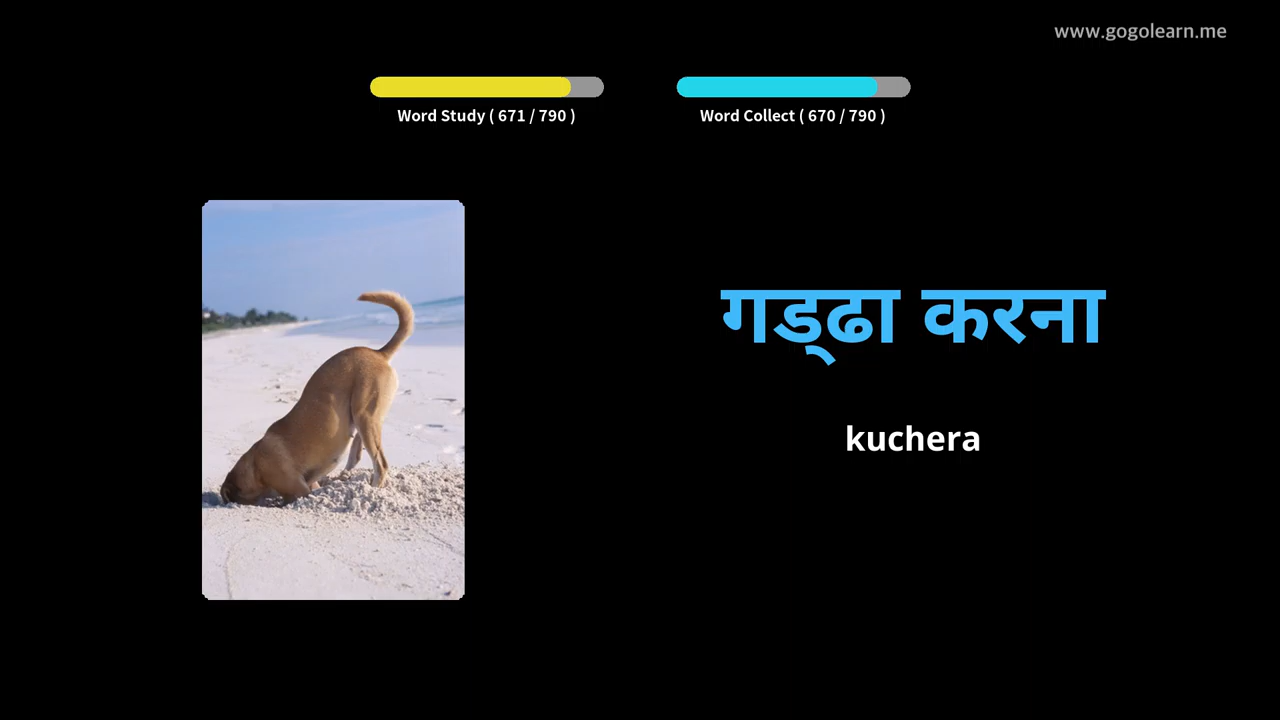 www.gogolearn.me
Word Study ( 671 / 790 )
Word Collect ( 670 / 790 )
गड्ढा करना
kuchera